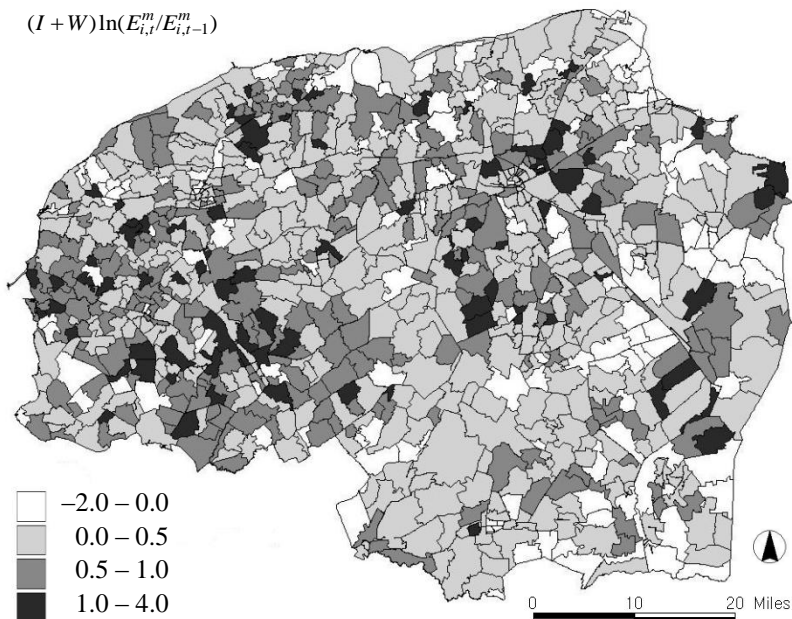 (I + W) ln(E^m_{i,t}/E^m_{i,t−1})
−2.0 – 0.0
0.0 – 0.5
0.5 – 1.0
1.0 – 4.0
0 10 20 Miles